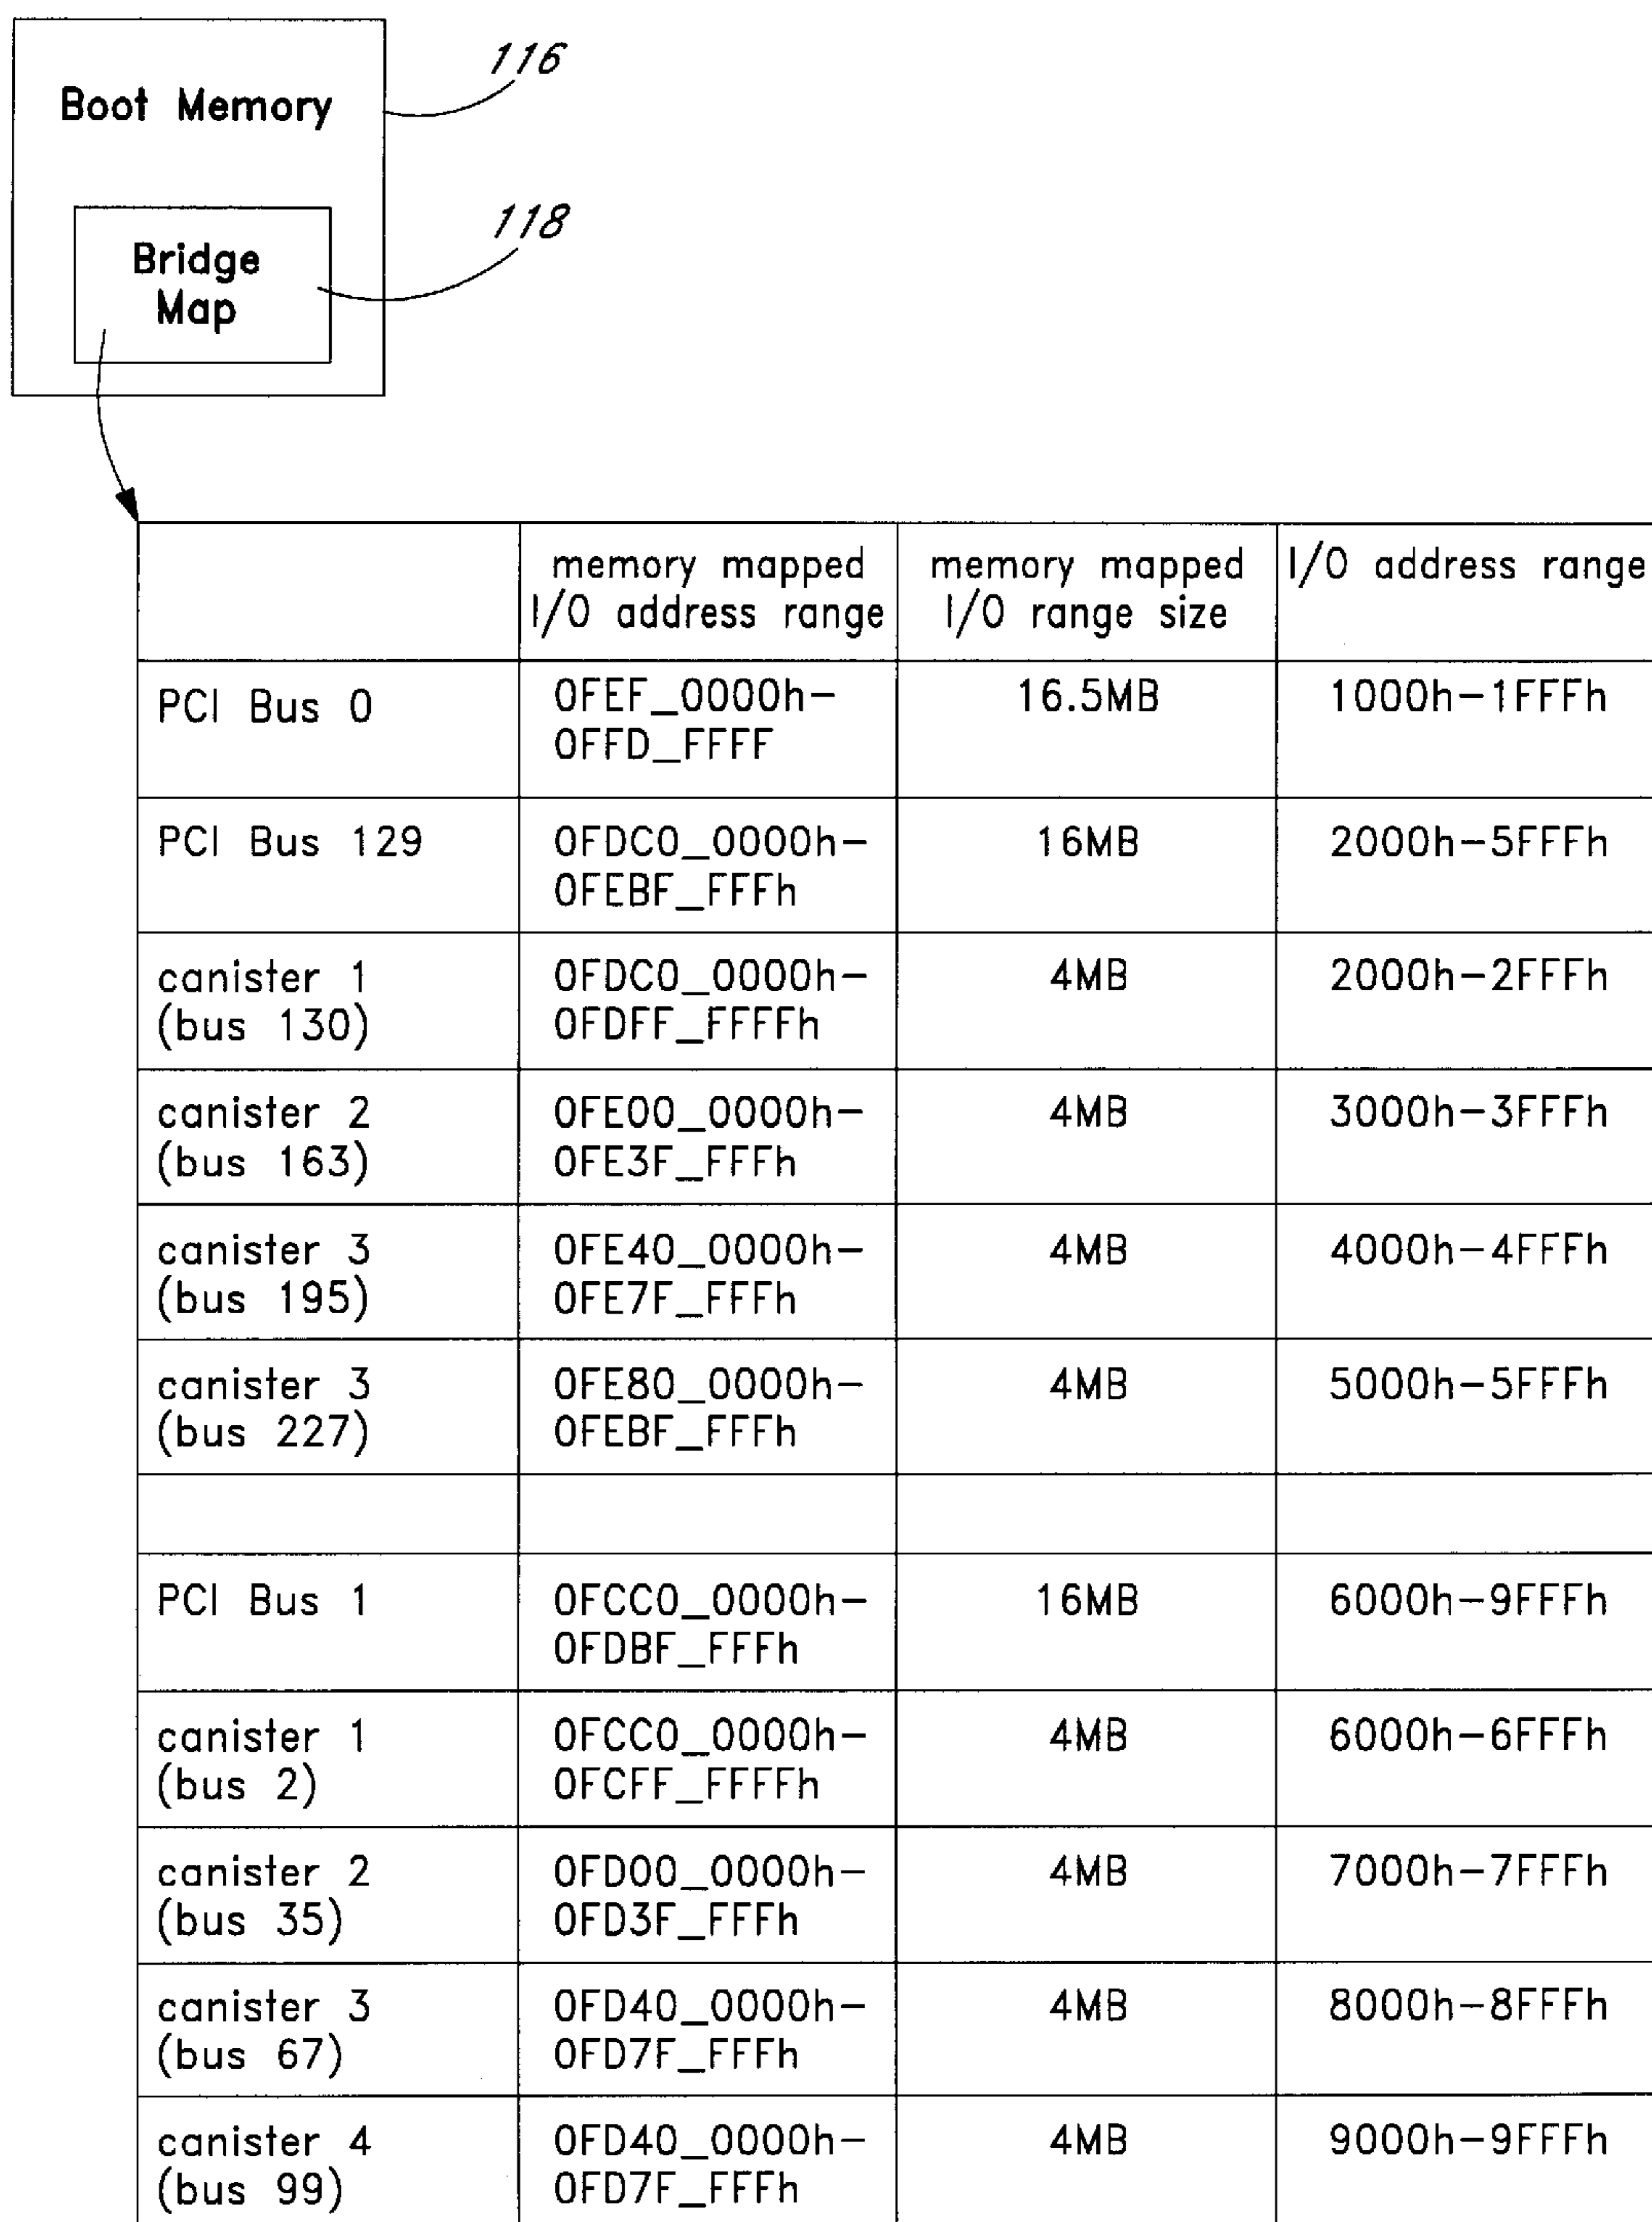 116
Boot Memory
118
Bridge
Map
memory mapped
I/O address range
memory mapped
I/O range size
I/O address range
PCI Bus 0
0FEF_0000h-
0FFD_FFFF
16.5MB
1000h-1FFFh
PCI Bus 129
0FDC0_0000h-
0FEBF_FFFh
16MB
2000h-5FFFh
canister 1
(bus 130)
0FDC0_0000h-
0FDFF_FFFFh
4MB
2000h-2FFFh
canister 2
(bus 163)
0FE00_0000h-
0FE3F_FFFh
4MB
3000h-3FFFh
canister 3
(bus 195)
0FE40_0000h-
0FE7F_FFFh
4MB
4000h-4FFFh
canister 3
(bus 227)
0FE80_0000h-
0FEBF_FFFh
4MB
5000h-5FFFh
PCI Bus 1
0FCC0_0000h-
0FDBF_FFFh
16MB
6000h-9FFFh
canister 1
(bus 2)
0FCC0_0000h-
0FCFF_FFFFh
4MB
6000h-6FFFh
canister 2
(bus 35)
0FD00_0000h-
0FD3F_FFFh
4MB
7000h-7FFFh
canister 3
(bus 67)
0FD40_0000h-
0FD7F_FFFh
4MB
8000h-8FFFh
canister 4
(bus 99)
0FD40_0000h-
0FD7F_FFFh
4MB
9000h-9FFFh